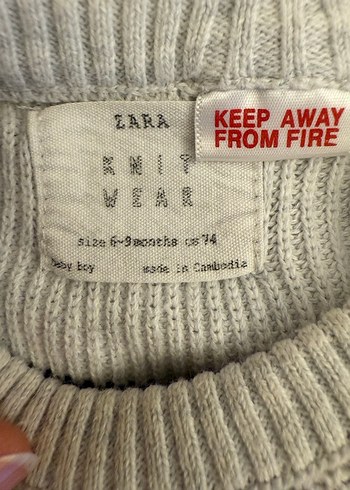 ZARA
KNIT
WEAR
size 6-9months cm 74
Baby Boy made in Cambodia
KEEP AWAY
FROM FIRE